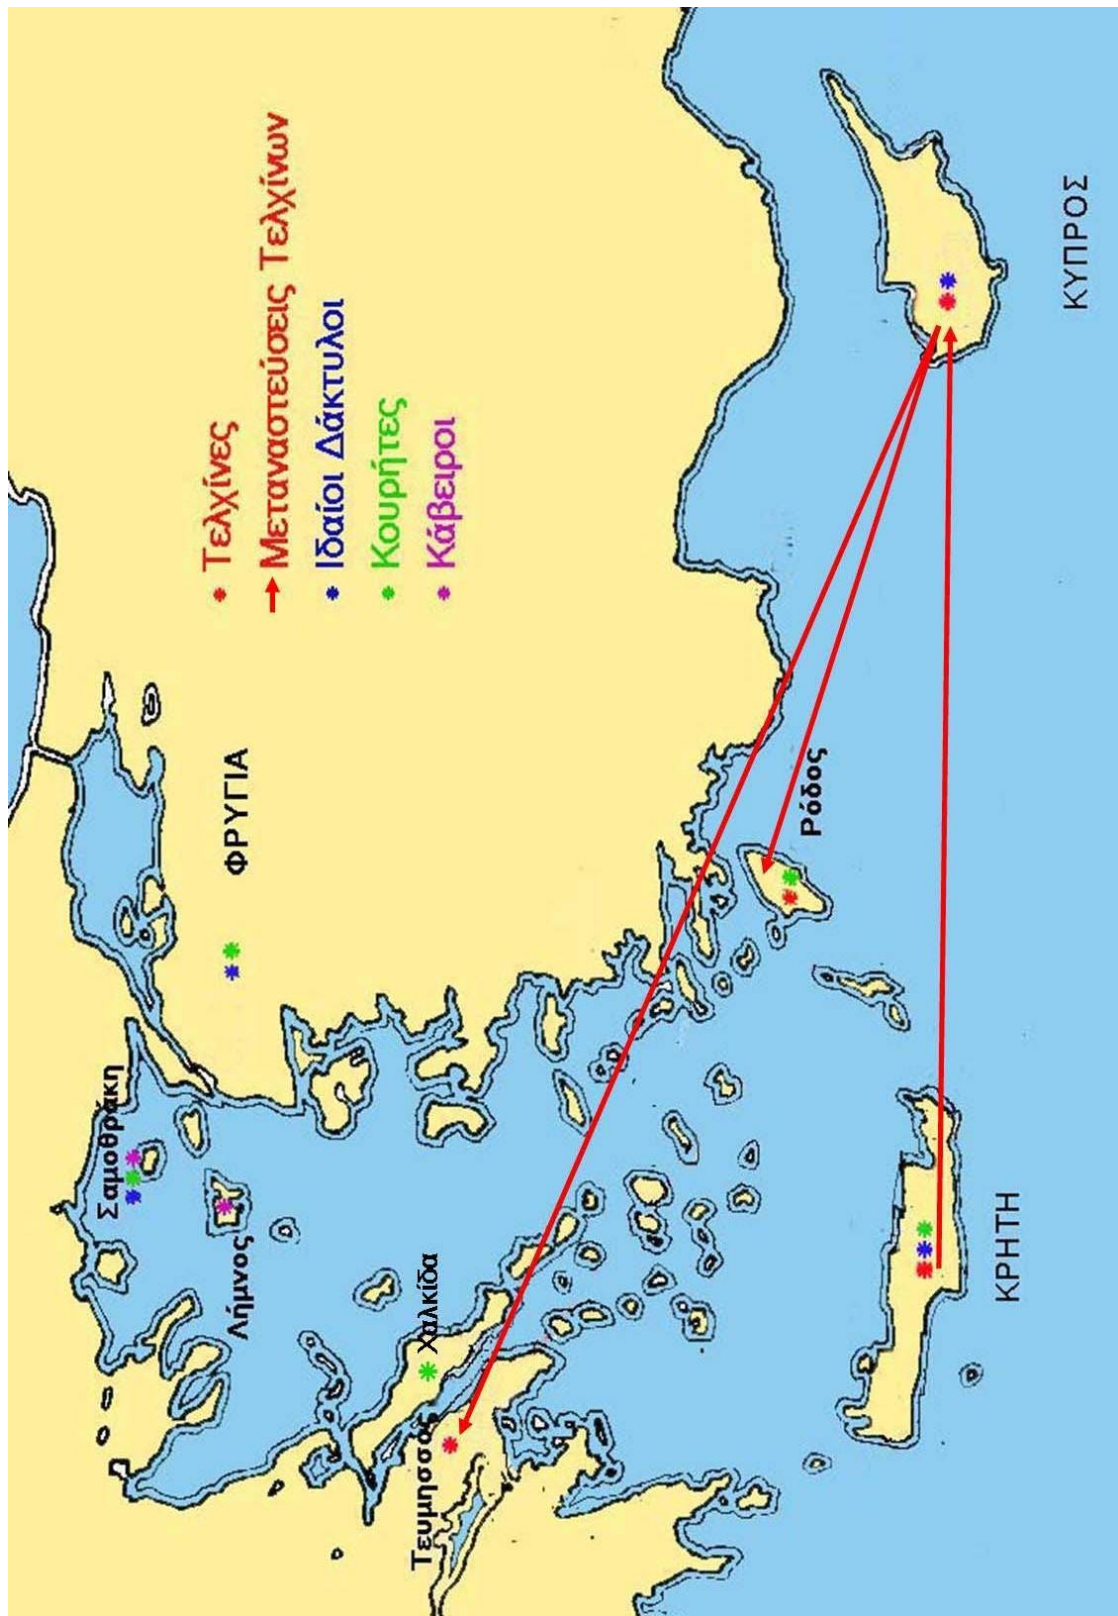 Τελχίνες
Μεταναστεύσεις Τελχίνων
Ιδαίοι Δάκτυλοι
Κουρήτες
Κάβειροι
Σαμοθράκη
Λήμνος
ΦΡΥΓΙΑ
Χαλκίδα
Τευμησσός
Ρόδος
ΚΡΗΤΗ
ΚΥΠΡΟΣ